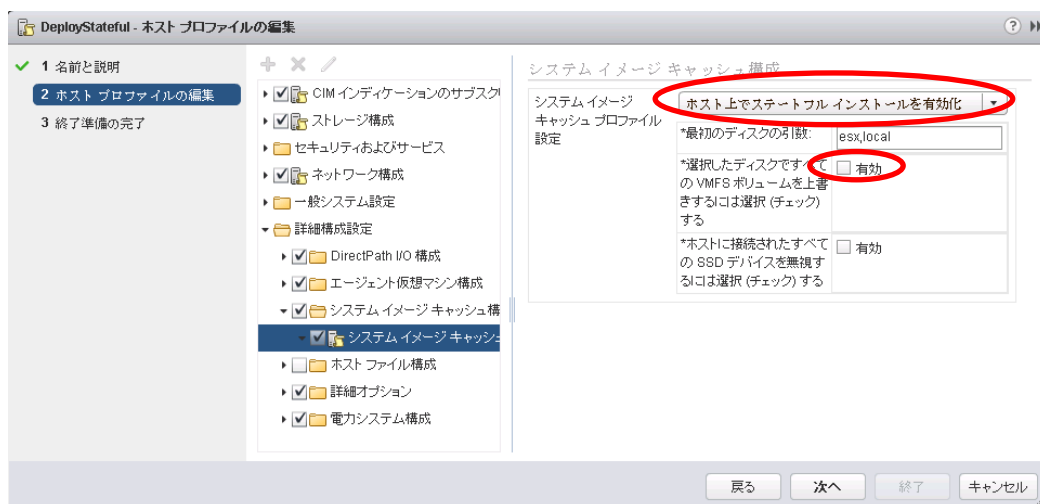 DeployStateful - ホスト プロファイルの編集
?
1 名前と説明
2 ホスト プロファイルの編集
3 終了準備の完了
CIM インディケーションのサブスク
ストレージ構成
セキュリティおよびサービス
ネットワーク構成
一般システム設定
詳細構成設定
DirectPath I/O 構成
エージェント仮想マシン構成
システム イメージ キャッシュ構
システム イメージ キャッシュ
ホスト ファイル構成
詳細オプション
電力システム構成
システム イメージ キャッシュ構成
システム イメージ
キャッシュ プロファイル
設定
ホスト上でステートフル インストールを有効化
*最初のディスクの引数:
esx,local
*選択したディスクですべて
の VMFS ボリュームを上書
きするには選択 (チェック)
する
有効
*ホストに接続されたすべて
の SSD デバイスを無視す
るには選択 (チェック) する
有効
戻る
次へ
終了
キャンセル